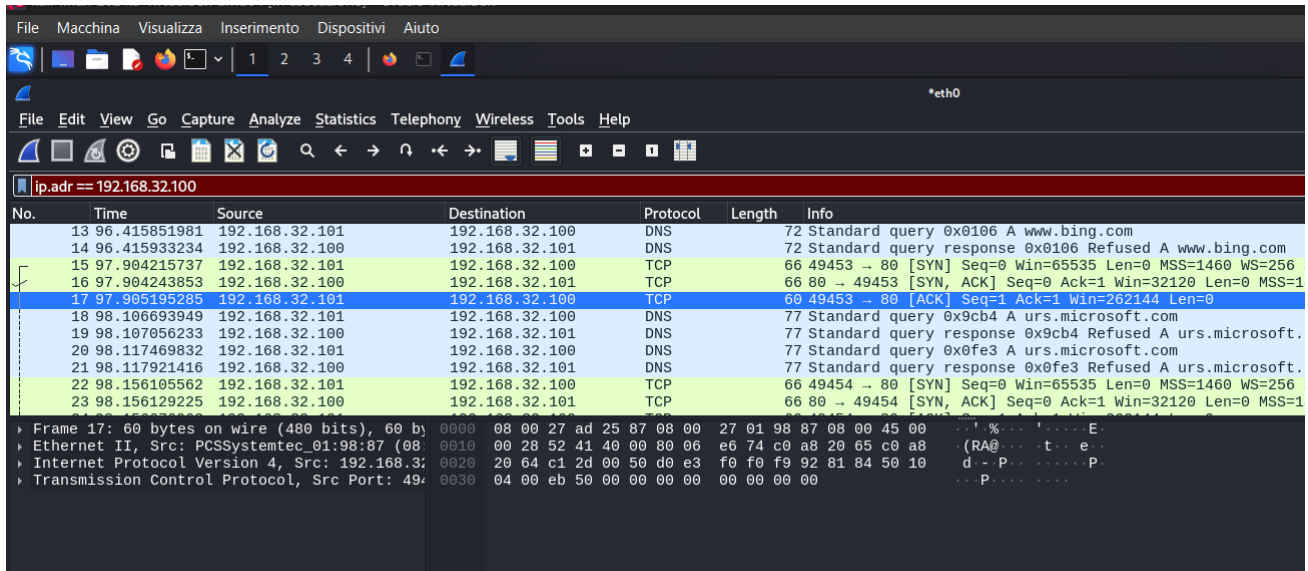 File Macchina Visualizza Inserimento Dispositivi Aiuto
1 2 3 4
*eth0
File Edit View Go Capture Analyze Statistics Telephony Wireless Tools Help
ip.adr == 192.168.32.100
No. Time Source Destination Protocol Length Info
13 96.415851981 192.168.32.101 192.168.32.100 DNS 72 Standard query 0x0106 A www.bing.com
14 96.415933234 192.168.32.100 192.168.32.101 DNS 72 Standard query response 0x0106 Refused A www.bing.com
15 97.904215737 192.168.32.101 192.168.32.100 TCP 66 49453 → 80 [SYN] Seq=0 Win=65535 Len=0 MSS=1460 WS=256
16 97.904243853 192.168.32.100 192.168.32.101 TCP 66 80 → 49453 [SYN, ACK] Seq=0 Ack=1 Win=32120 Len=0 MSS=1
17 97.905195285 192.168.32.101 192.168.32.100 TCP 60 49453 → 80 [ACK] Seq=1 Ack=1 Win=262144 Len=0
18 98.106693949 192.168.32.101 192.168.32.100 DNS 77 Standard query 0x9cb4 A urs.microsoft.com
19 98.107056233 192.168.32.100 192.168.32.101 DNS 77 Standard query response 0x9cb4 Refused A urs.microsoft.
20 98.117469832 192.168.32.101 192.168.32.100 DNS 77 Standard query 0x0fe3 A urs.microsoft.com
21 98.117921416 192.168.32.100 192.168.32.101 DNS 77 Standard query response 0x0fe3 Refused A urs.microsoft.
22 98.156105562 192.168.32.101 192.168.32.100 TCP 66 49454 → 80 [SYN] Seq=0 Win=65535 Len=0 MSS=1460 WS=256
23 98.156129225 192.168.32.100 192.168.32.101 TCP 66 80 → 49454 [SYN, ACK] Seq=0 Ack=1 Win=32120 Len=0 MSS=1
Frame 17: 60 bytes on wire (480 bits), 60 by 0000 08 00 27 ad 25 87 08 00 27 01 98 87 08 00 45 00 ··'·%··· '·····E·
Ethernet II, Src: PCSSystemtec_01:98:87 (08: 0010 00 28 52 41 40 00 80 06 e6 74 c0 a8 20 65 c0 a8 ·(RA@··· ·t·· e··
Internet Protocol Version 4, Src: 192.168.32 0020 20 64 c1 2d 00 50 d0 e3 f0 f0 f9 92 81 84 50 10 d·-·P·· ······P·
Transmission Control Protocol, Src Port: 494 0030 04 00 eb 50 00 00 00 00 00 00 00 00 ···P···· ····